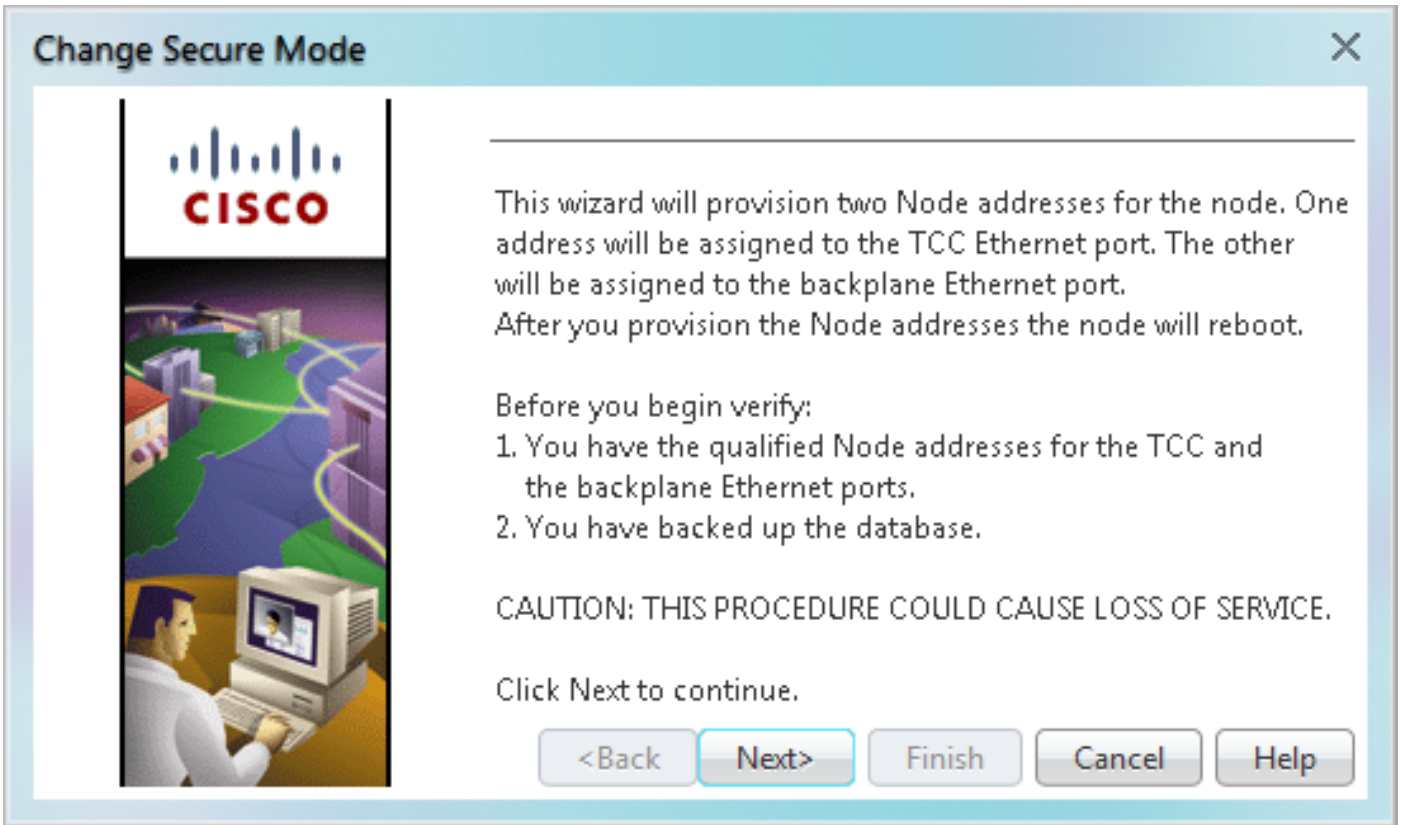 Change Secure Mode
CISCO
This wizard will provision two Node addresses for the node. One
address will be assigned to the TCC Ethernet port. The other
will be assigned to the backplane Ethernet port.
After you provision the Node addresses the node will reboot.
Before you begin verify:
1. You have the qualified Node addresses for the TCC and
the backplane Ethernet ports.
2. You have backed up the database.
CAUTION: THIS PROCEDURE COULD CAUSE LOSS OF SERVICE.
Click Next to continue.
<Back Next> Finish Cancel Help